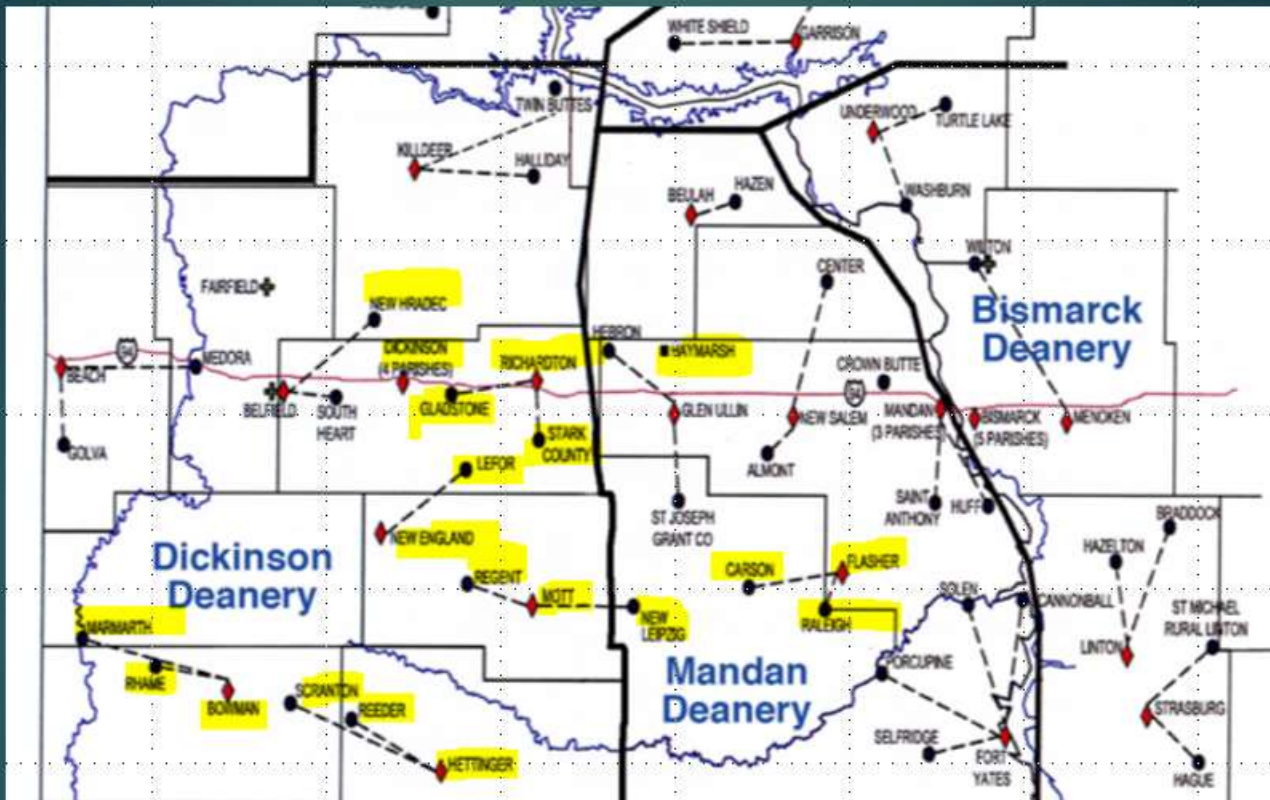 WHITE SHIELD
GARRISON
TWIN BUTTES
UNDERWOOD
TURTLE LAKE
KILLDEER
HALLIDAY
BEULAH
HAZEN
WASHBURN
WILTON
CENTER
FAIRFIELD
NEW HRADEC
Bismarck
Deanery
HEBRON
DICKINSON
(4 PARISHES)
RICHARDTON
HAYMARSH
94
MEDORA
CROWN BUTTE
BEACH
94
BELFIELD
SOUTH
HEART
GLADSTONE
GLEN ULLIN
NEW SALEM
MANDAN
(3 PARISHES)
BISMARCK
(5 PARISHES)
MENOKEN
GOLVA
STARK
COUNTY
LEFOR
ALMONT
SAINT
ANTHONY
HUFF
ST JOSEPH
GRANT CO
BRADDOCK
NEW ENGLAND
HAZELTON
Dickinson
Deanery
REGENT
MOTT
CARSON
FLASHER
SOLEN
CANNONBALL
ST MICHAEL
RURAL LINTON
NEW
LEIPZIG
RALEIGH
MARMARTH
LINTON
PORCUPINE
Mandan
Deanery
RHAME
BOWMAN
SCRANTON
REEDER
STRASBURG
SELFRIDGE
FORT
YATES
HETTINGER
HAGUE